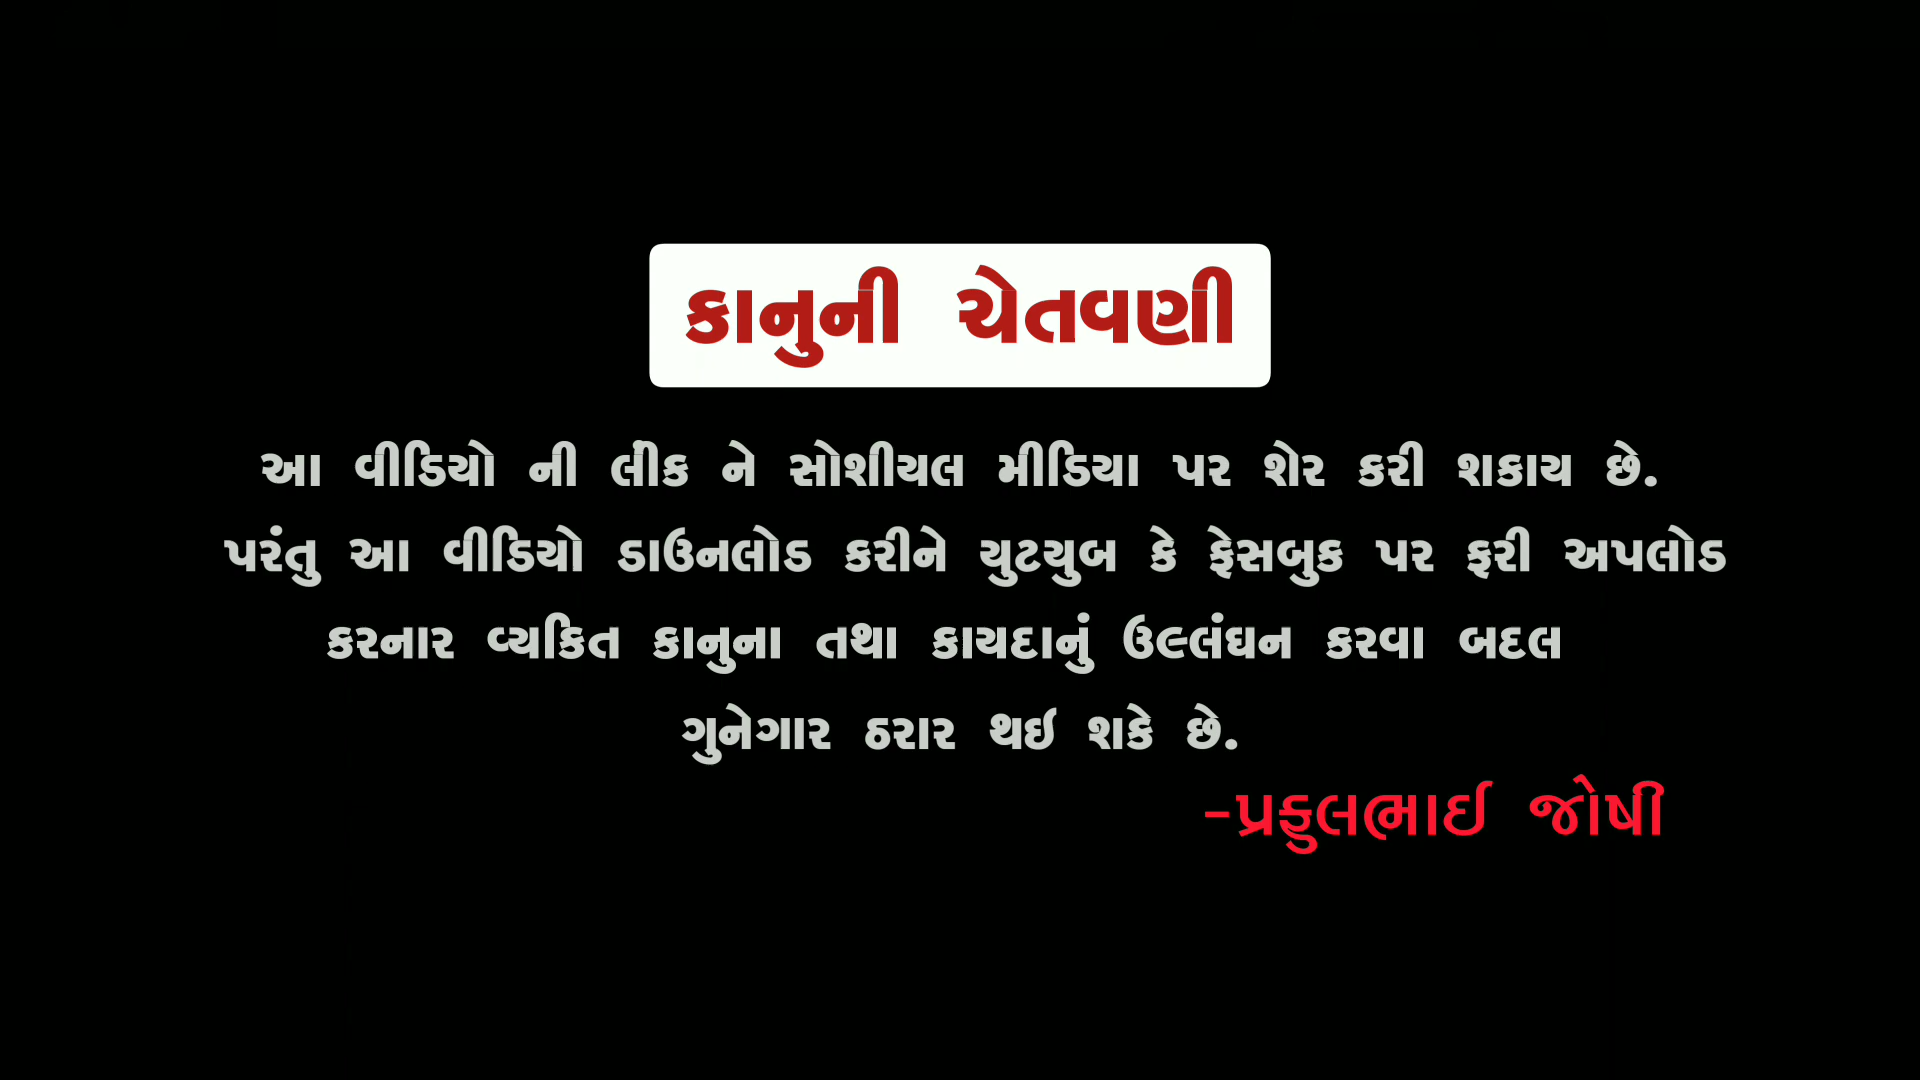 કાનુની ચેતવણી
આ વીડિયો ની લીંક ને સોશીયલ મીડિયા પર શેર કરી શકાય છે.
પરંતુ આ વીડિયો ડાઉનલોડ કરીને યુટયુબ કે ફેસબુક પર ફરી અપલોડ
કરનાર વ્યકિત કાનુના તથા કાયદાનું ઉલ્લંઘન કરવા બદલ
ગુનેગાર ઠરાર થઇ શકે છે.
-પ્રફુલભાઈ જોષી